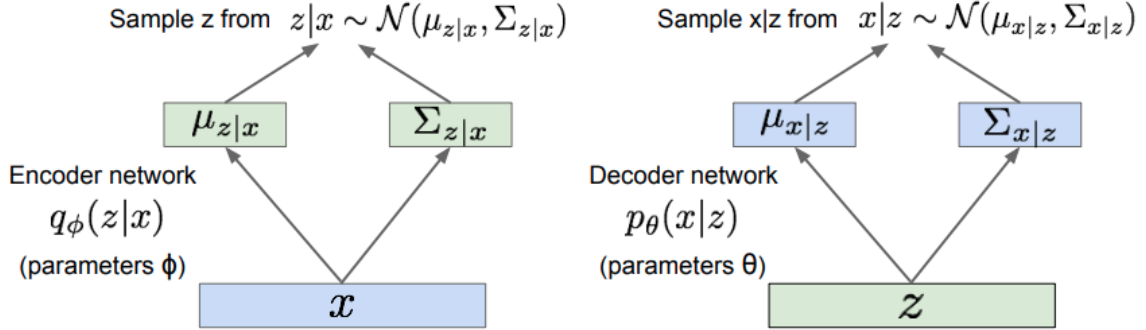 Sample z from z|x ∼ 𝒩(μ_{z|x}, Σ_{z|x})
μ_{z|x}
Σ_{z|x}
Encoder network
q_ϕ(z|x)
(parameters ϕ)
x
Sample x|z from x|z ∼ 𝒩(μ_{x|z}, Σ_{x|z})
μ_{x|z}
Σ_{x|z}
Decoder network
p_θ(x|z)
(parameters θ)
z